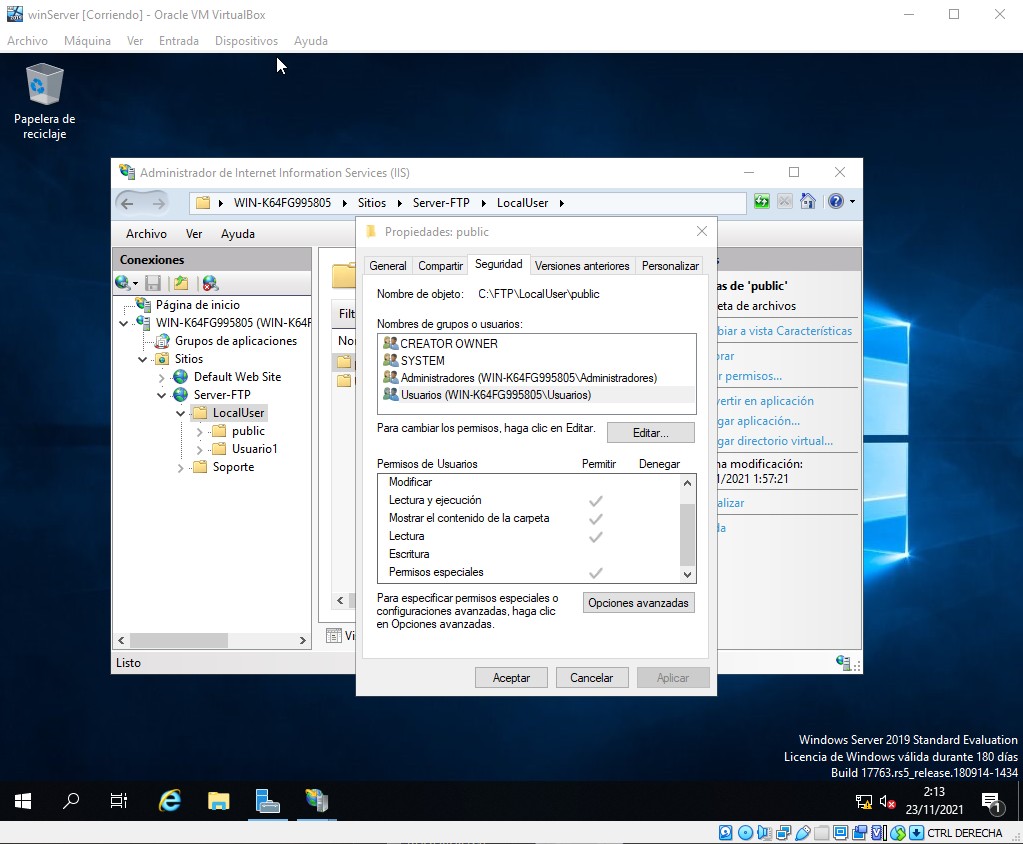 winServer [Corriendo] - Oracle VM VirtualBox
Archivo Máquina Ver Entrada Dispositivos Ayuda
Papelera de
reciclaje
Administrador de Internet Information Services (IIS)
WIN-K64FG995805 Sitios Server-FTP LocalUser
Archivo Ver Ayuda
Conexiones
Página de inicio
WIN-K64FG995805 (WIN-K64F
Grupos de aplicaciones
Sitios
Default Web Site
Server-FTP
LocalUser
public
Usuario1
Soporte
Listo
Filt
No
Vi
Propiedades: public
General Compartir Seguridad Versiones anteriores Personalizar
Nombre de objeto: C:\FTP\LocalUser\public
Nombres de grupos o usuarios:
CREATOR OWNER
SYSTEM
Administradores (WIN-K64FG995805\Administradores)
Usuarios (WIN-K64FG995805\Usuarios)
Para cambiar los permisos, haga clic en Editar. Editar...
Permisos de Usuarios Permitir Denegar
Modificar
Lectura y ejecución
Mostrar el contenido de la carpeta
Lectura
Escritura
Permisos especiales
Para especificar permisos especiales o
configuraciones avanzadas, haga clic
en Opciones avanzadas.
Opciones avanzadas
Aceptar Cancelar Aplicar
s
as de 'public'
eta de archivos
biar a vista Características
orar
r permisos...
vertir en aplicación
gar aplicación...
gar directorio virtual...
na modificación:
1/2021 1:57:21
alizar
da
Windows Server 2019 Standard Evaluation
Licencia de Windows válida durante 180 días
Build 17763.rs5_release.180914-1434
2:13
23/11/2021
1
CTRL DERECHA